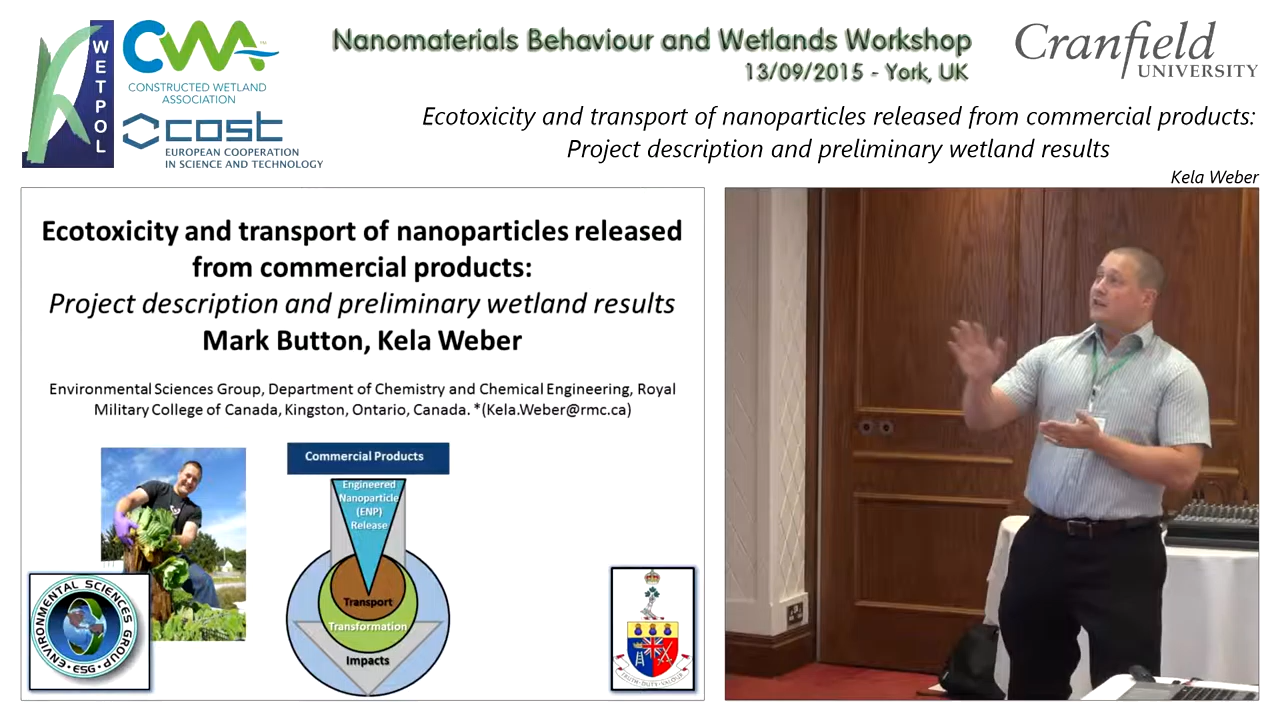 WETPOL
CWA
CONSTRUCTED WETLAND
ASSOCIATION
cost
EUROPEAN COOPERATION
IN SCIENCE AND TECHNOLOGY
Nanomaterials Behaviour and Wetlands Workshop
13/09/2015 - York, UK
Cranfield
UNIVERSITY
Ecotoxicity and transport of nanoparticles released from commercial products:
Project description and preliminary wetland results
Kela Weber
Ecotoxicity and transport of nanoparticles released
from commercial products:
Project description and preliminary wetland results
Mark Button, Kela Weber
Environmental Sciences Group, Department of Chemistry and Chemical Engineering, Royal
Military College of Canada, Kingston, Ontario, Canada. *(Kela.Weber@rmc.ca)
Commercial Products
Engineered
Nanoparticle
(ENP)
Release
Transport
Transformation
Impacts
ENVIRONMENTAL SCIENCES GROUP
ESG
TRUTH·DUTY·VALOUR